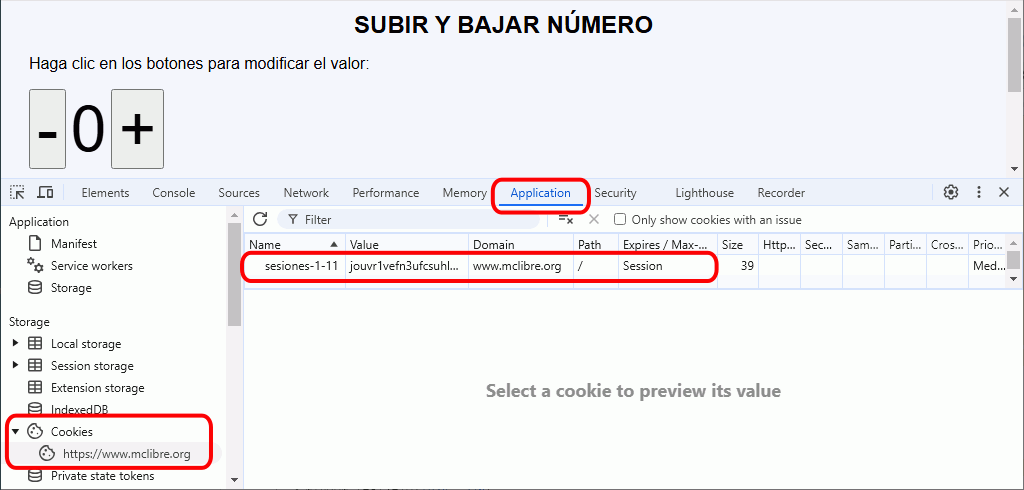 SUBIR Y BAJAR NÚMERO
Haga clic en los botones para modificar el valor:
- 0 +
Elements Console Sources Network Performance Memory Application Security Lighthouse Recorder
Application
Manifest
Service workers
Storage
Storage
Local storage
Session storage
Extension storage
IndexedDB
Cookies
https://www.mclibre.org
Private state tokens
Filter Only show cookies with an issue
Name Value Domain Path Expires / Max-... Size Http... Sec... Sam... Parti... Cros... Prio...
sesiones-1-11 jouvr1vefn3ufcsuhl... www.mclibre.org / Session 39 Med...
Select a cookie to preview its value